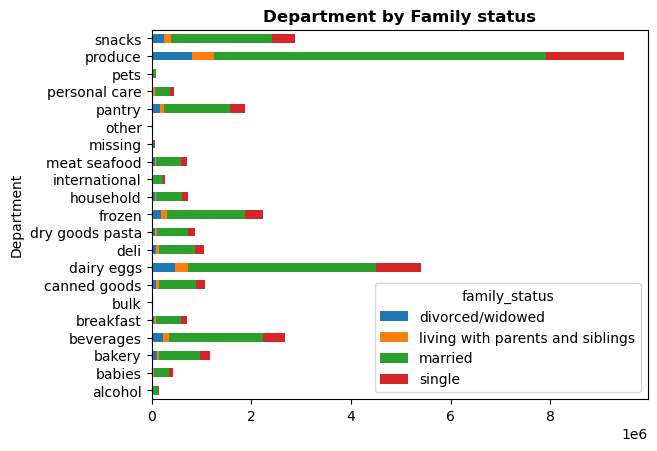 Department by Family status
Department
snacks
produce
pets
personal care
pantry
other
missing
meat seafood
international
household
frozen
dry goods pasta
deli
dairy eggs
canned goods
bulk
breakfast
beverages
bakery
babies
alcohol
family_status
divorced/widowed
living with parents and siblings
married
single
0 2 4 6 8
1e6